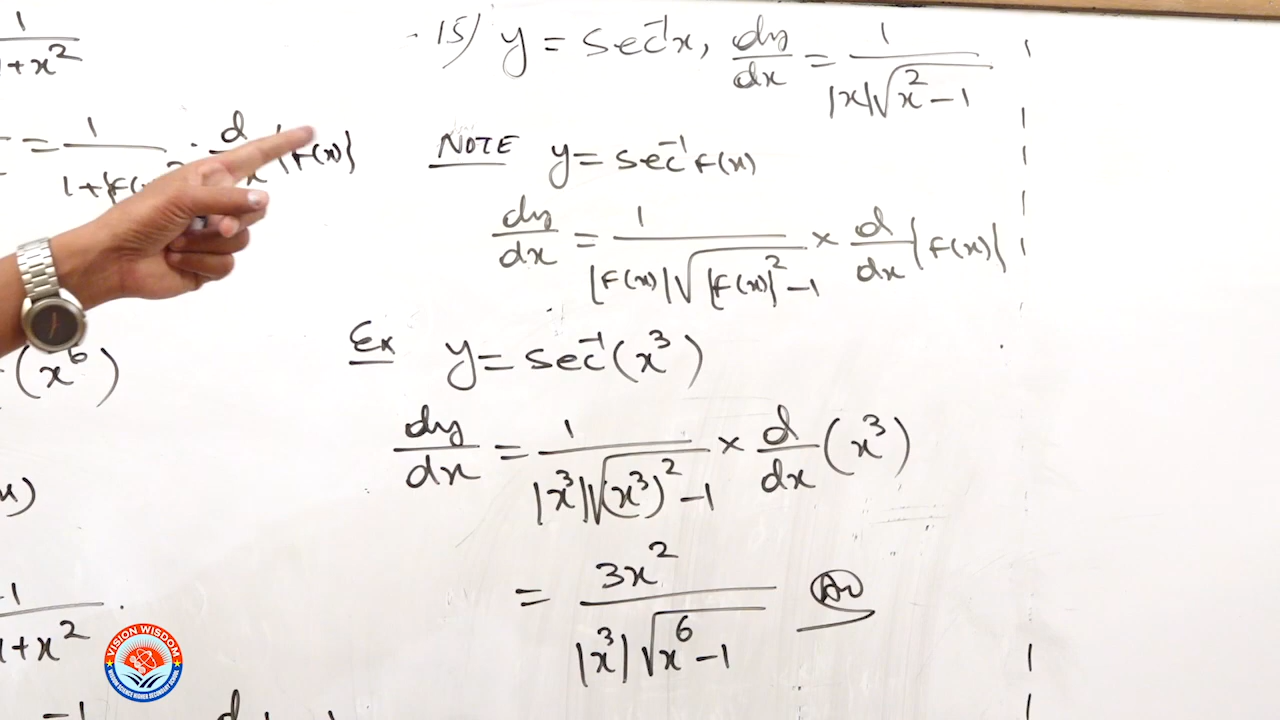 1
1+x²
= 1 / 1+{f(x)}² · d/dx {f(x)}
(x⁶)
x)
-1
1+x²
-1 d
15) y = sec⁻¹x, dy/dx = 1 / |x|√x²-1
NOTE y = sec⁻¹ f(x)
dy/dx = 1 / |f(x)|√{f(x)}²-1 × d/dx {f(x)}
Ex y = sec⁻¹(x³)
dy/dx = 1 / |x³|√(x³)²-1 × d/dx (x³)
= 3x² / |x³|√x⁶-1 
VISION WISDOM